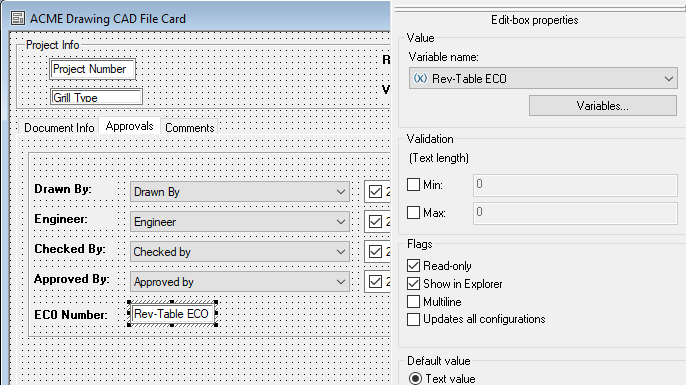 ACME Drawing CAD File Card
Project Info
Project Number
Grill Type
Document Info
Approvals
Comments
Drawn By:
Drawn By
Engineer:
Engineer
Checked By:
Checked by
Approved By:
Approved by
ECO Number:
Rev-Table ECO
Edit-box properties
Value
Variable name:
(x) Rev-Table ECO
Variables...
Validation
(Text length)
Min:
0
Max:
0
Flags
Read-only
Show in Explorer
Multiline
Updates all configurations
Default value
Text value